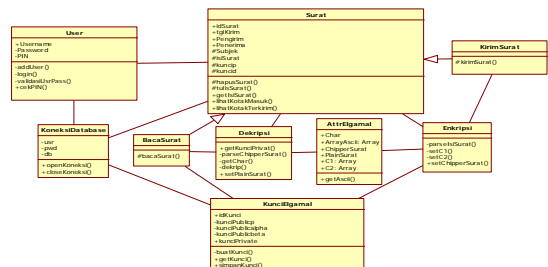 Surat
+idSurat
+tglKirim
+Pengirim
+Penerima
#Subjek
#isiSurat
#kuncip
#kuncid
#hapusSurat()
#tulisSurat()
+getIsiSurat()
+lihatKotakMasuk()
+lihatKotakTerkirim()
User
+Username
-Password
-PIN
-addUser()
-login()
-validasiUsrPass()
+cekPIN()
KirimSurat
#kirimSurat()
KoneksiDatabase
-usr
-pwd
-db
+openKoneksi()
+closeKoneksi()
BacaSurat
#bacaSurat()
Dekripsi
+getKunciPrivat()
-parseChipperSurat()
-getChar()
-dekrip()
+setPlainSurat()
AttrElgamal
+Char
+ArrayAscii: Array
+ChipperSurat
+PlainSurat
+C1: Array
+C2: Array
+getAscii()
Enkripsi
-parseIsiSurat()
-setC1()
-setC2()
+setChipperSurat()
KunciElgamal
+idKunci
-kunciPublicp
-kunciPublicalpha
-kunciPublicbeta
+kunciPrivate
-buatKunci()
+getKunci()
+simpanKunci()